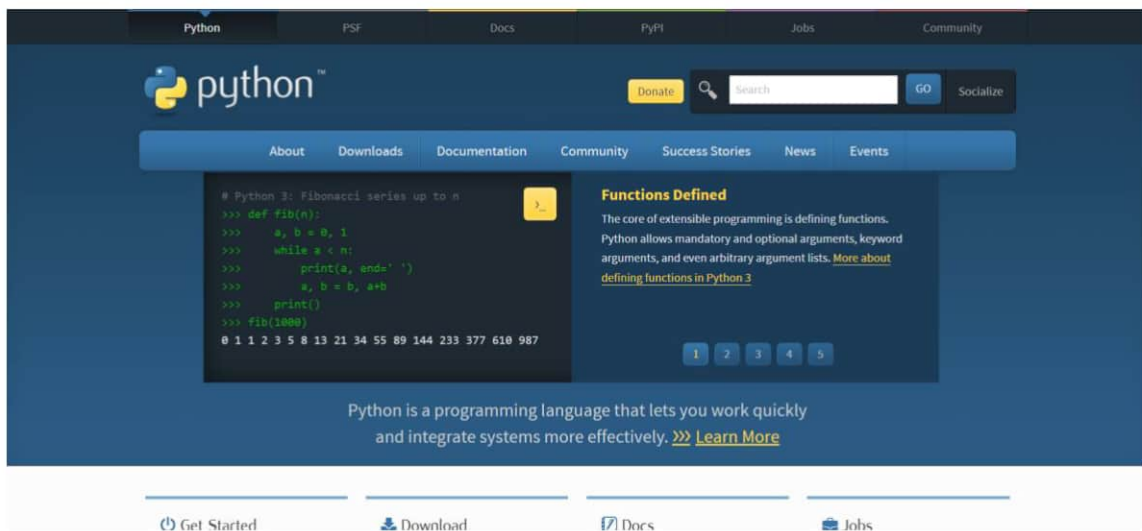 Python PSF Docs PyPI Jobs Community
python™
Donate Search GO Socialize
About Downloads Documentation Community Success Stories News Events
# Python 3: Fibonacci series up to n
>>> def fib(n):
>>>     a, b = 0, 1
>>>     while a < n:
>>>         print(a, end=' ')
>>>         a, b = b, a+b
>>>     print()
>>> fib(1000)
0 1 1 2 3 5 8 13 21 34 55 89 144 233 377 610 987
>_
Functions Defined
The core of extensible programming is defining functions.
Python allows mandatory and optional arguments, keyword
arguments, and even arbitrary argument lists. More about
defining functions in Python 3
1 2 3 4 5
Python is a programming language that lets you work quickly
and integrate systems more effectively. >>> Learn More
Get Started Download Docs Jobs